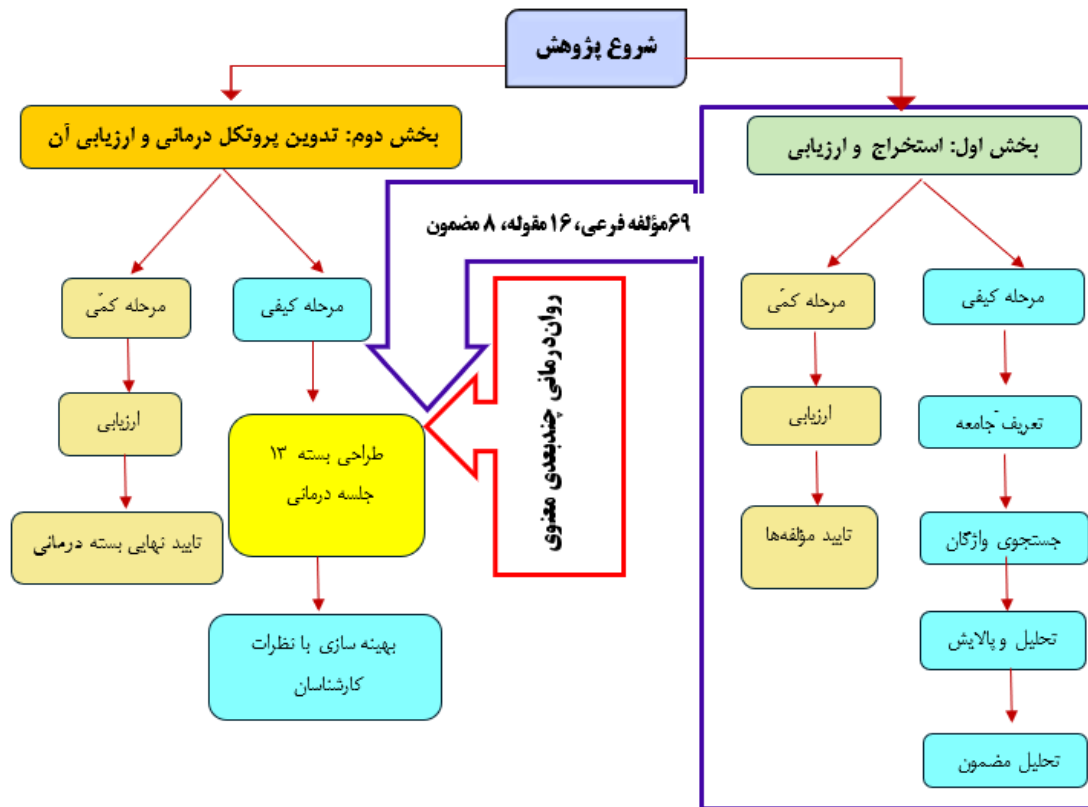 شروع پژوهش
بخش اول: استخراج و ارزیابی
بخش دوم: تدوین پروتکل درمانی و ارزیابی آن
۶۹مؤلفه فرعی، ۱۶ مقوله، ۸ مضمون
مرحله کیفی
مرحله کمّی
مرحله کیفی
مرحله کمّی
روان‌درمانی چندبعدی معنوی
تعریف جامعه
ارزیابی
طراحی بسته ۱۳
جلسه درمانی
ارزیابی
جستجوی واژگان
تایید مؤلفه‌ها
تایید نهایی بسته درمانی
تحلیل و پالایش
بهینه سازی با نظرات
کارشناسان
تحلیل مضمون